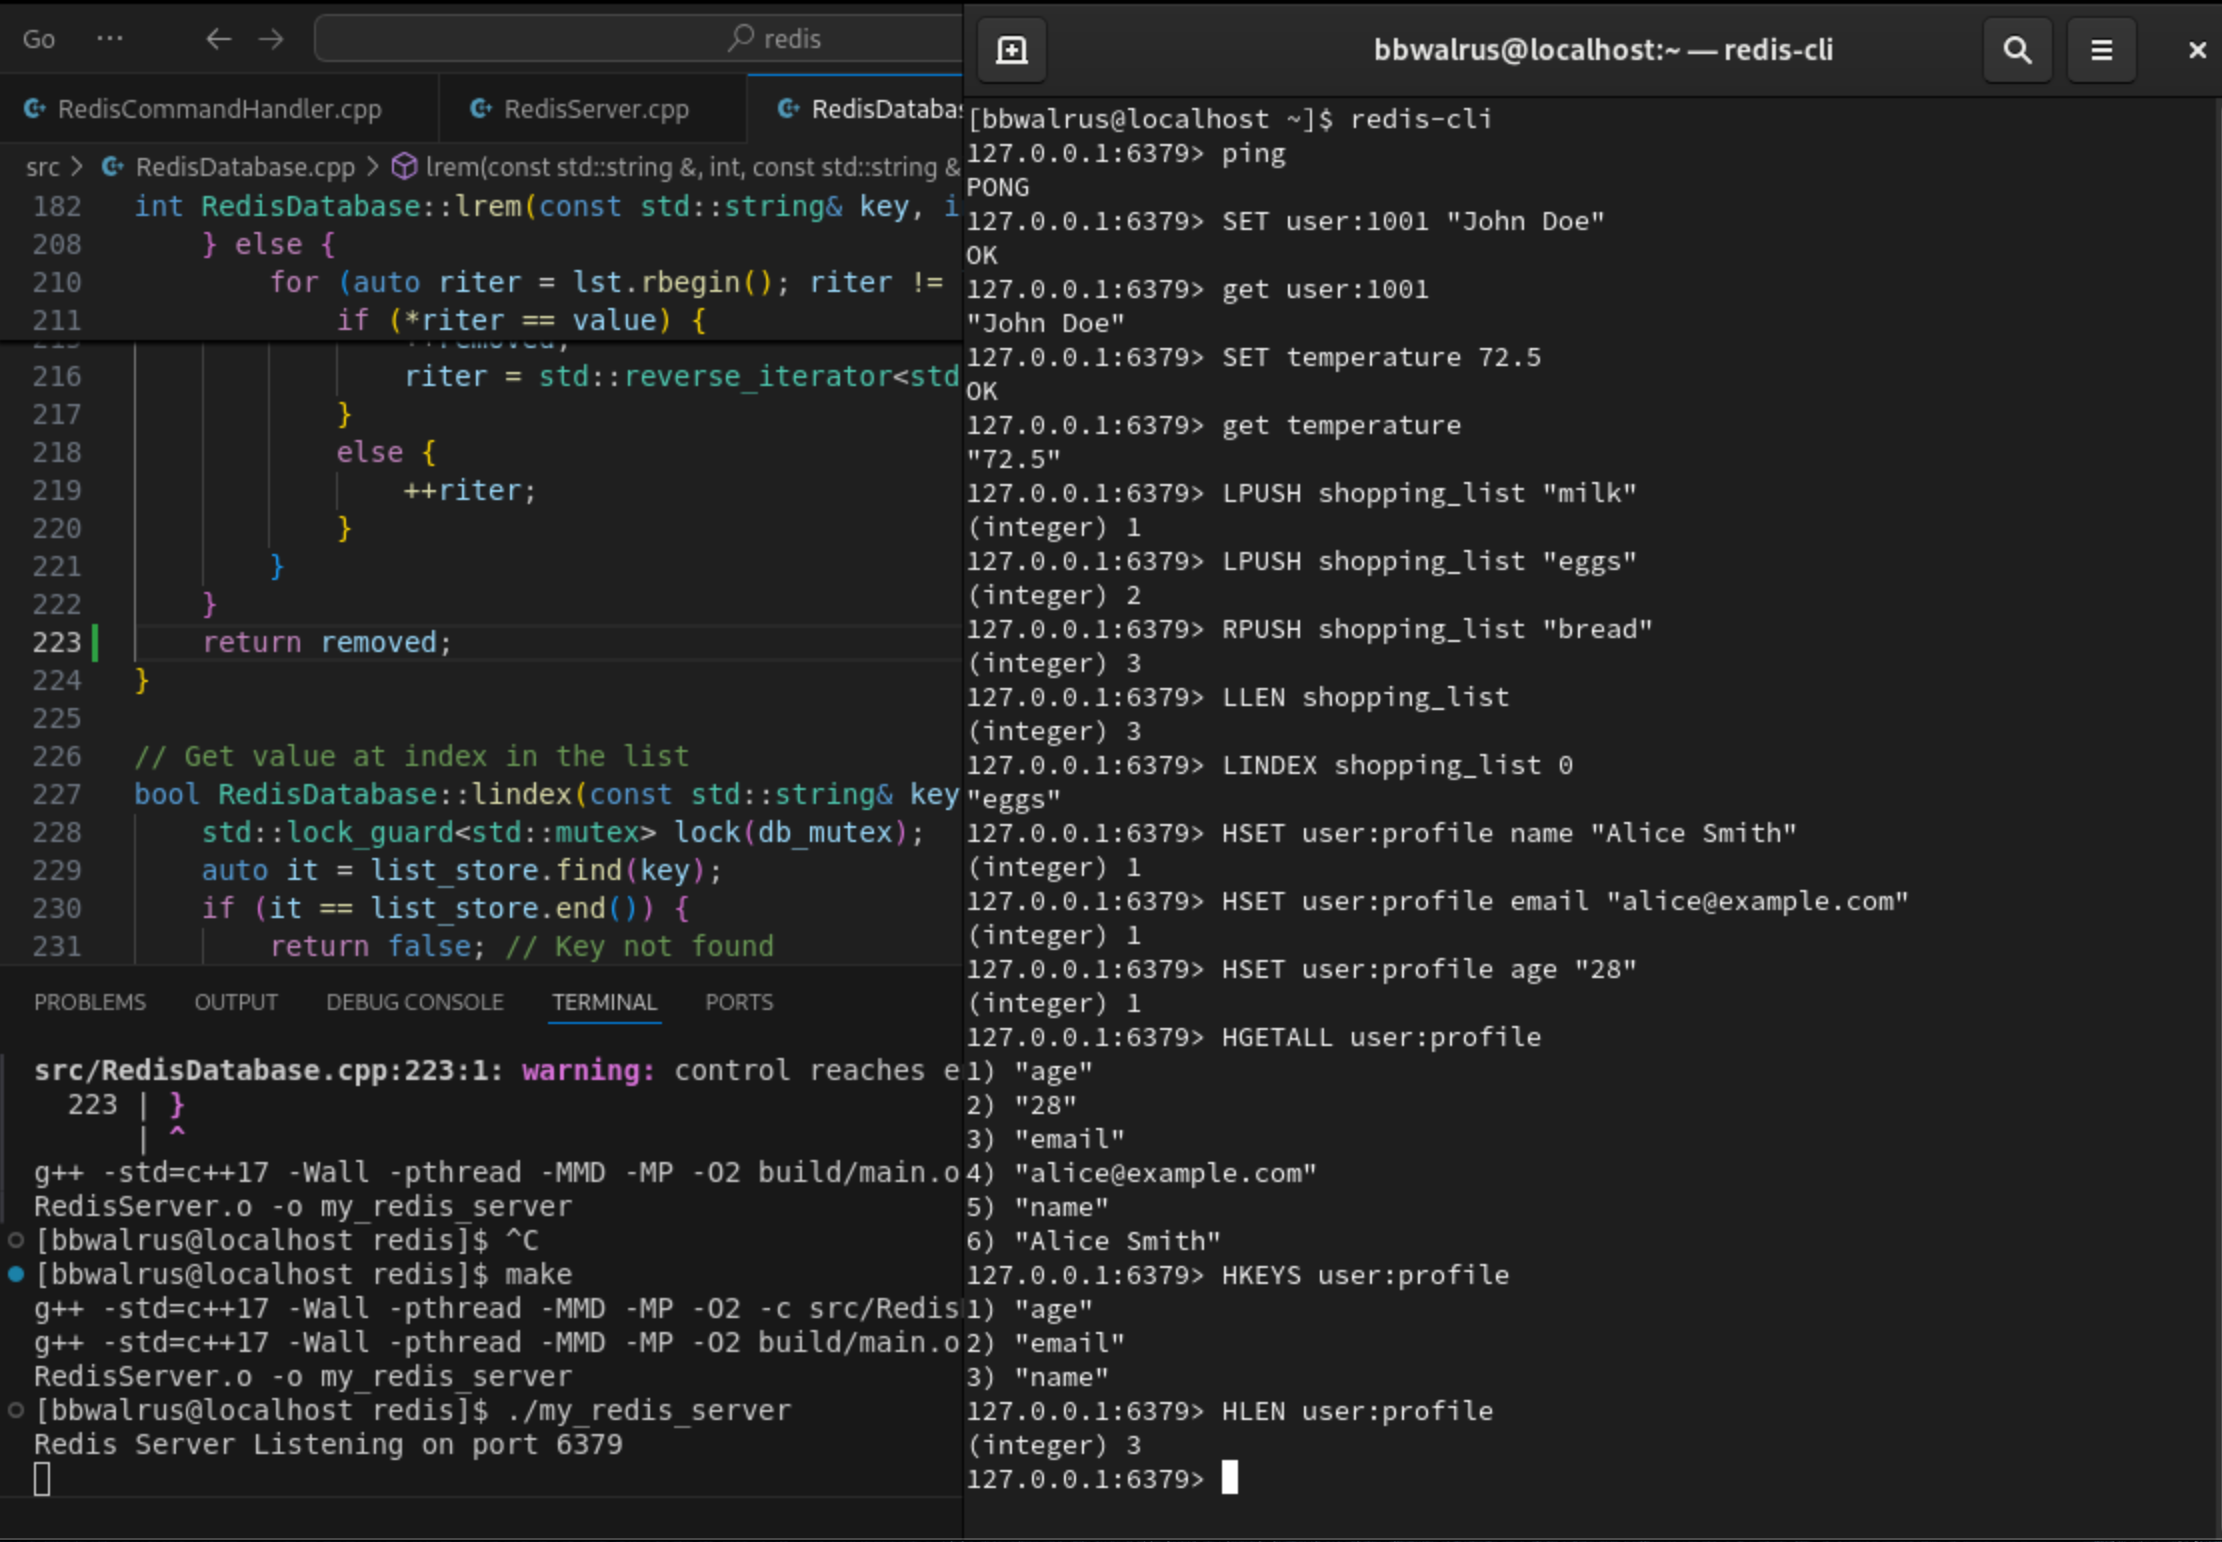 Go ··· redis
RedisCommandHandler.cpp RedisServer.cpp RedisDataba
src > RedisDatabase.cpp > lrem(const std::string &, int, const std::string &
182 int RedisDatabase::lrem(const std::string& key, i
208 } else {
210 for (auto riter = lst.rbegin(); riter !=
211 if (*riter == value) {
++removed;
216 riter = std::reverse_iterator<std
217 }
218 else {
219 ++riter;
220 }
221 }
222 }
223 return removed;
224 }
225
226 // Get value at index in the list
227 bool RedisDatabase::lindex(const std::string& key
228 std::lock_guard<std::mutex> lock(db_mutex);
229 auto it = list_store.find(key);
230 if (it == list_store.end()) {
231 return false; // Key not found
PROBLEMS OUTPUT DEBUG CONSOLE TERMINAL PORTS
src/RedisDatabase.cpp:223:1: warning: control reaches e
223 | }
| ^
g++ -std=c++17 -Wall -pthread -MMD -MP -O2 build/main.o
RedisServer.o -o my_redis_server
[bbwalrus@localhost redis]$ ^C
[bbwalrus@localhost redis]$ make
g++ -std=c++17 -Wall -pthread -MMD -MP -O2 -c src/Redis
g++ -std=c++17 -Wall -pthread -MMD -MP -O2 build/main.o
RedisServer.o -o my_redis_server
[bbwalrus@localhost redis]$ ./my_redis_server
Redis Server Listening on port 6379
bbwalrus@localhost:~ — redis-cli
[bbwalrus@localhost ~]$ redis-cli
127.0.0.1:6379> ping
PONG
127.0.0.1:6379> SET user:1001 "John Doe"
OK
127.0.0.1:6379> get user:1001
"John Doe"
127.0.0.1:6379> SET temperature 72.5
OK
127.0.0.1:6379> get temperature
"72.5"
127.0.0.1:6379> LPUSH shopping_list "milk"
(integer) 1
127.0.0.1:6379> LPUSH shopping_list "eggs"
(integer) 2
127.0.0.1:6379> RPUSH shopping_list "bread"
(integer) 3
127.0.0.1:6379> LLEN shopping_list
(integer) 3
127.0.0.1:6379> LINDEX shopping_list 0
"eggs"
127.0.0.1:6379> HSET user:profile name "Alice Smith"
(integer) 1
127.0.0.1:6379> HSET user:profile email "alice@example.com"
(integer) 1
127.0.0.1:6379> HSET user:profile age "28"
(integer) 1
127.0.0.1:6379> HGETALL user:profile
1) "age"
2) "28"
3) "email"
4) "alice@example.com"
5) "name"
6) "Alice Smith"
127.0.0.1:6379> HKEYS user:profile
1) "age"
2) "email"
3) "name"
127.0.0.1:6379> HLEN user:profile
(integer) 3
127.0.0.1:6379>